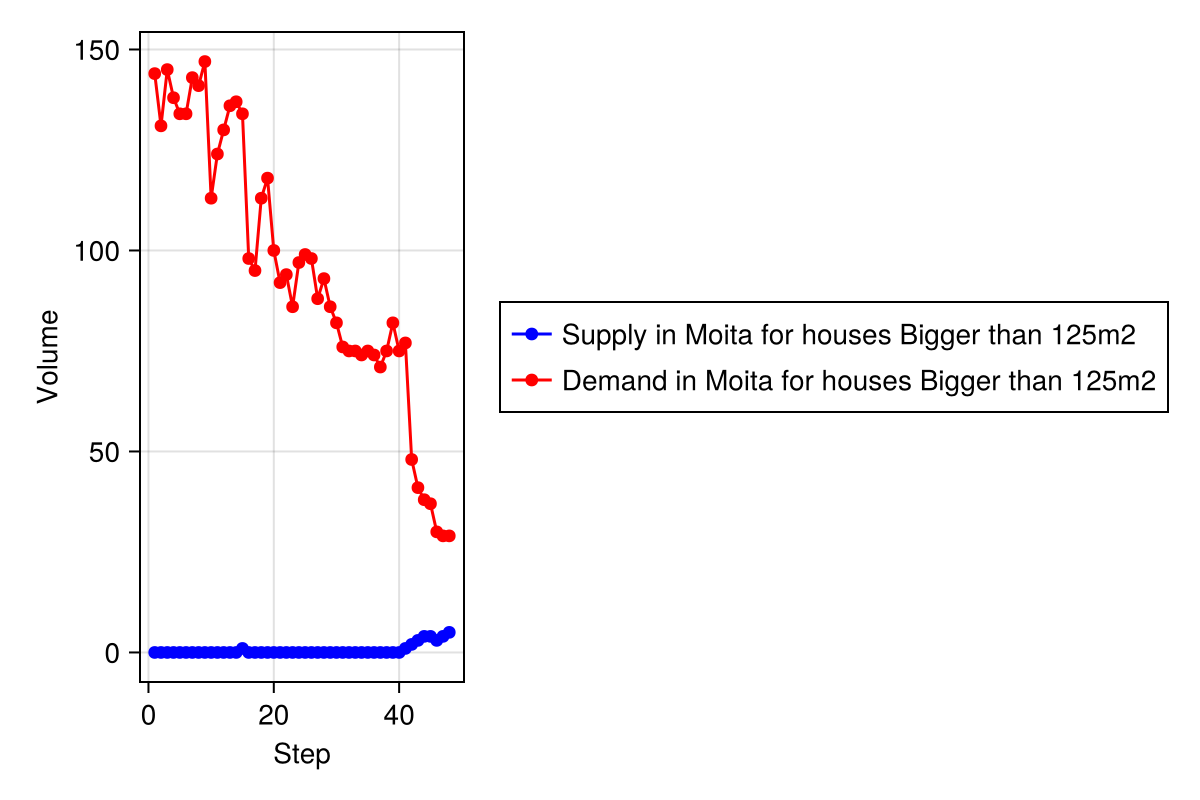 150
100
50
0
Volume
0 20 40
Step
Supply in Moita for houses Bigger than 125m2
Demand in Moita for houses Bigger than 125m2